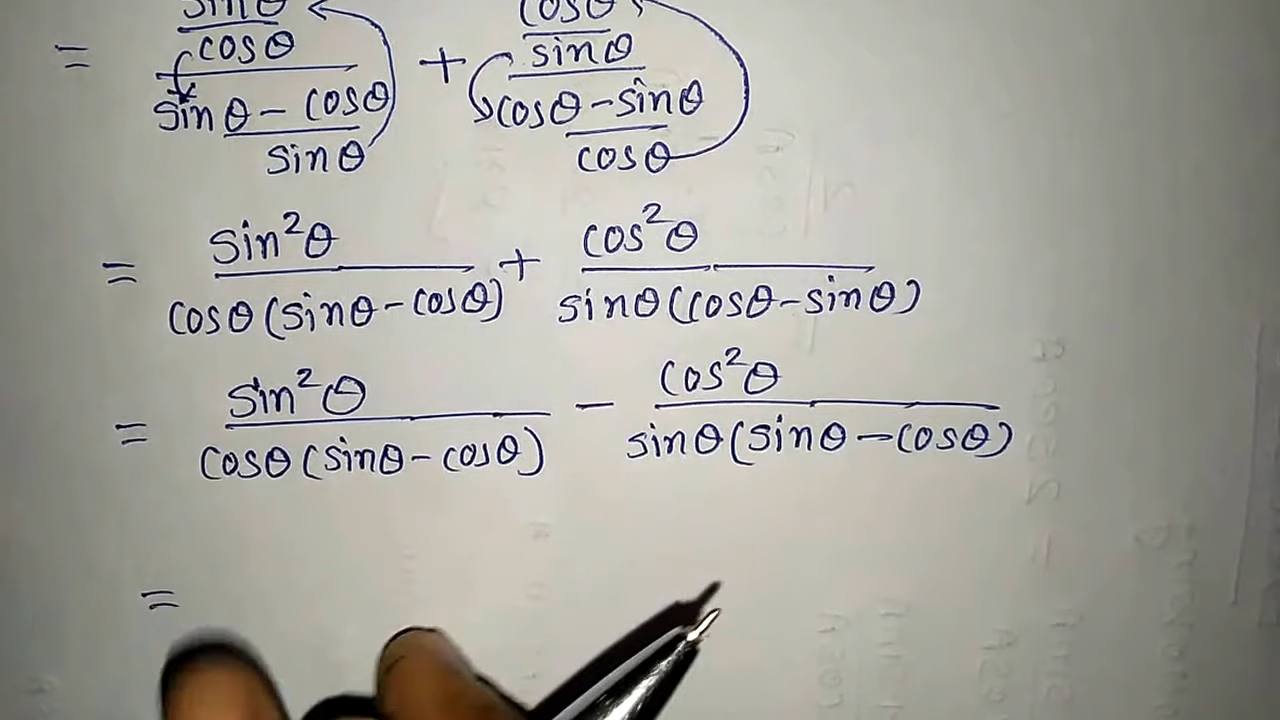 sinθ cosθ
= cosθ + sinθ
sinθ - cosθ cosθ - sinθ
sinθ cosθ
= sin²θ + cos²θ
cosθ(sinθ - cosθ) sinθ(cosθ - sinθ)
= sin²θ - cos²θ
cosθ(sinθ - cosθ) sinθ(sinθ - cosθ)
=